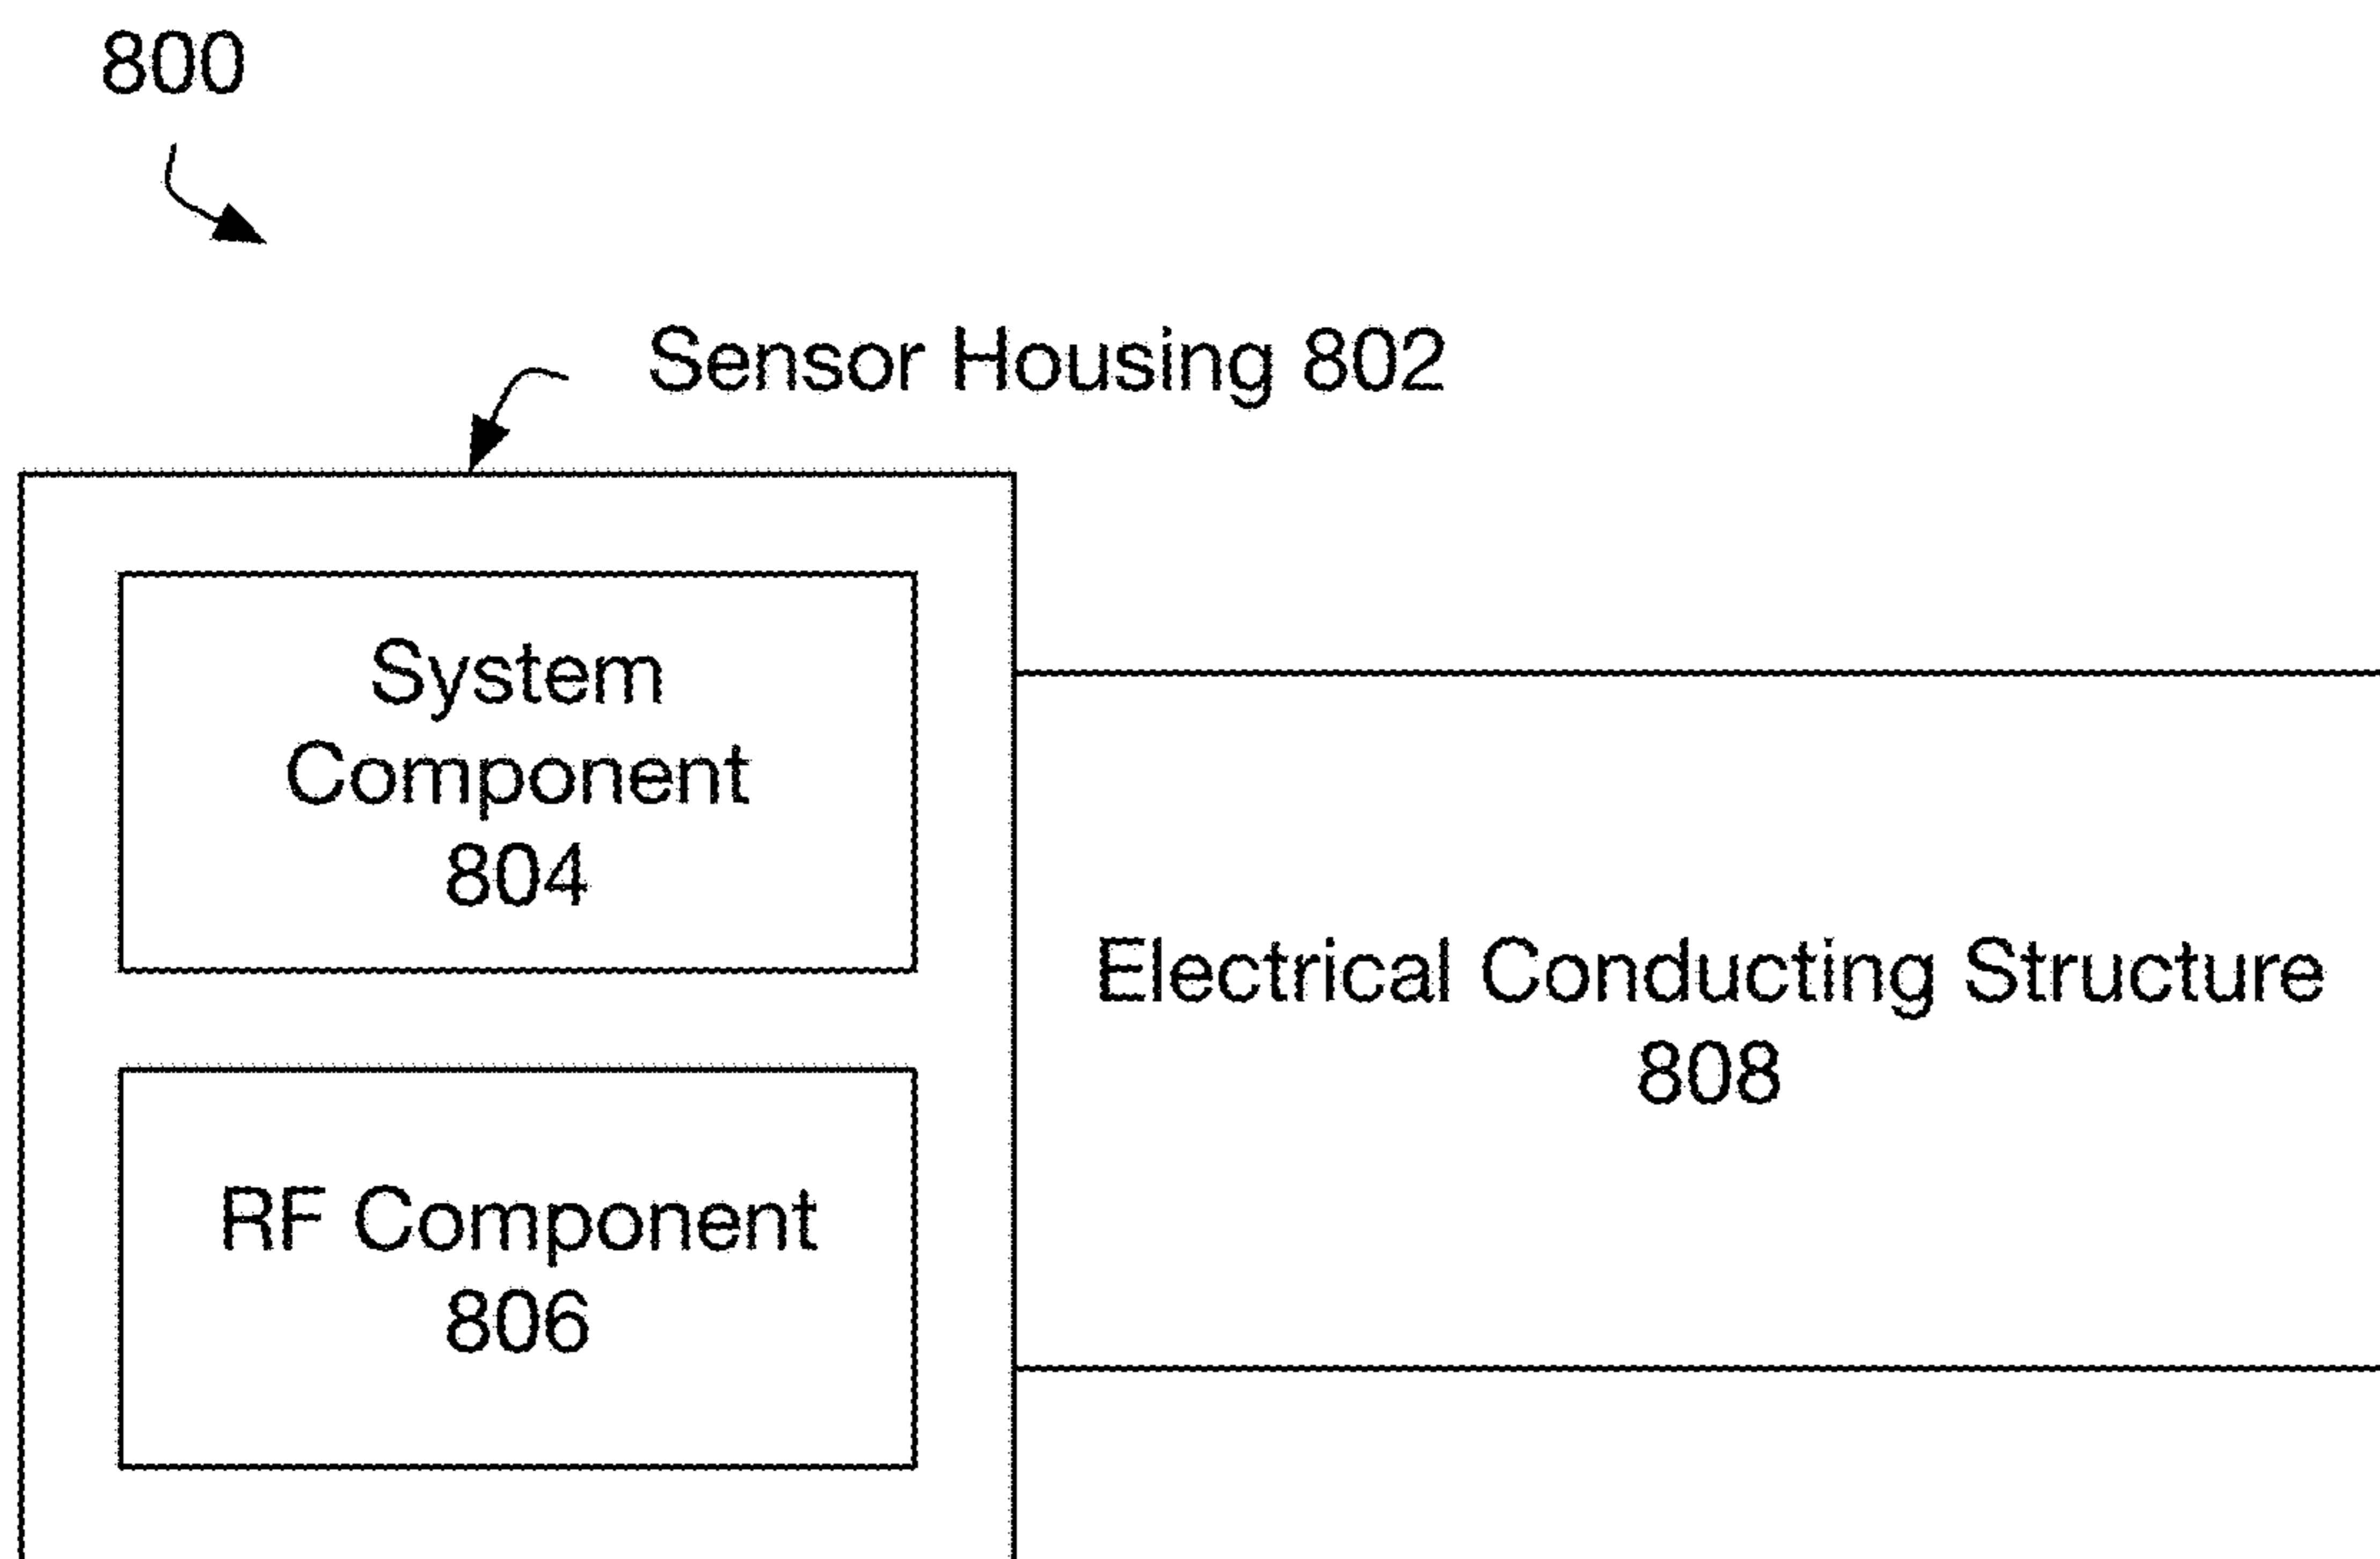 800
Sensor Housing 802
System
Component
804
Electrical Conducting Structure
808
RF Component
806